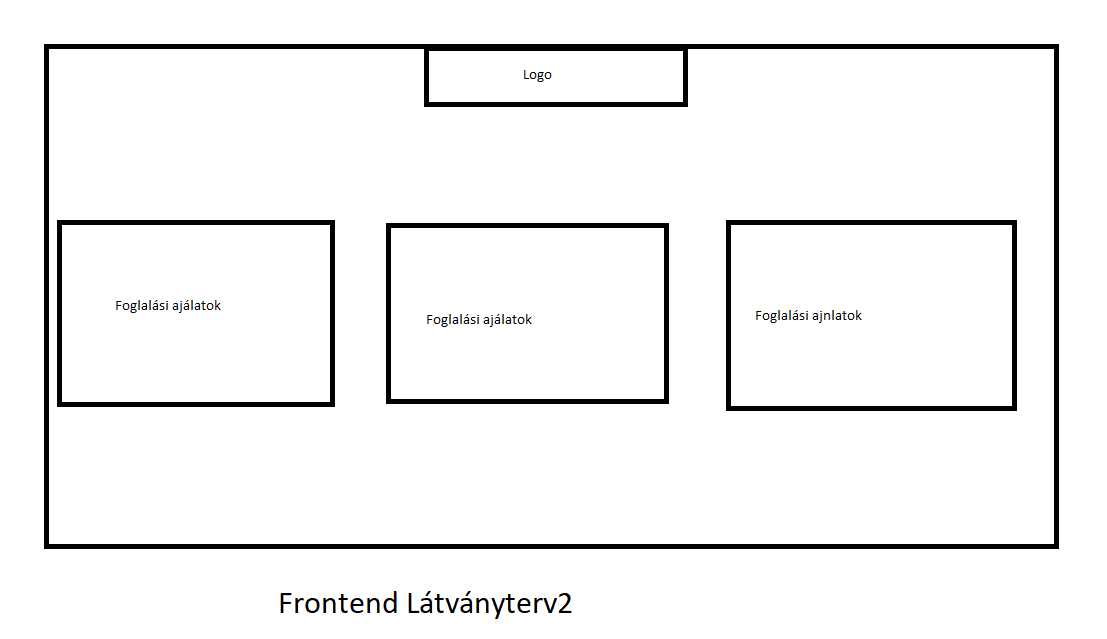 Logo
Foglalási ajálatok
Foglalási ajálatok
Foglalási ajnlatok
Frontend Látványterv2